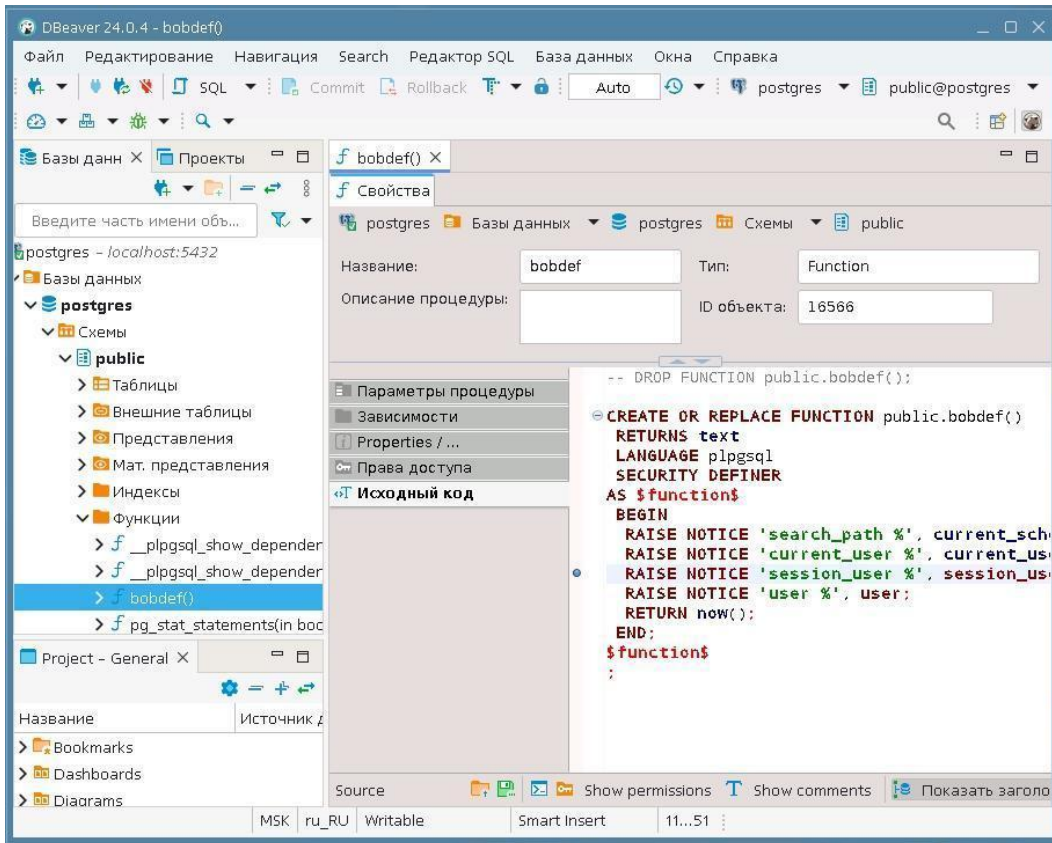 DBeaver 24.0.4 - bobdef()
Файл Редактирование Навигация Search Редактор SQL База данных Окна Справка
SQL Commit Rollback Auto postgres public@postgres
Базы данн Проекты
Введите часть имени объ...
postgres - localhost:5432
Базы данных
postgres
Схемы
public
Таблицы
Внешние таблицы
Представления
Мат. представления
Индексы
Функции
__plpgsql_show_dependen
__plpgsql_show_dependen
bobdef()
pg_stat_statements(in boo
Project - General
Название Источник д
Bookmarks
Dashboards
Diagrams
bobdef()
Свойства
postgres Базы данных postgres Схемы public
Название: bobdef Тип: Function
Описание процедуры: ID объекта: 16566
Параметры процедуры
Зависимости
Properties / ...
Права доступа
Исходный код
-- DROP FUNCTION public.bobdef();
CREATE OR REPLACE FUNCTION public.bobdef()
RETURNS text
LANGUAGE plpgsql
SECURITY DEFINER
AS $function$
BEGIN
RAISE NOTICE 'search_path %', current_sch
RAISE NOTICE 'current_user %', current_us
RAISE NOTICE 'session_user %', session_us
RAISE NOTICE 'user %', user;
RETURN now();
END;
$function$
;
Source Show permissions Show comments Показать заголо
MSK ru_RU Writable Smart Insert 11...51